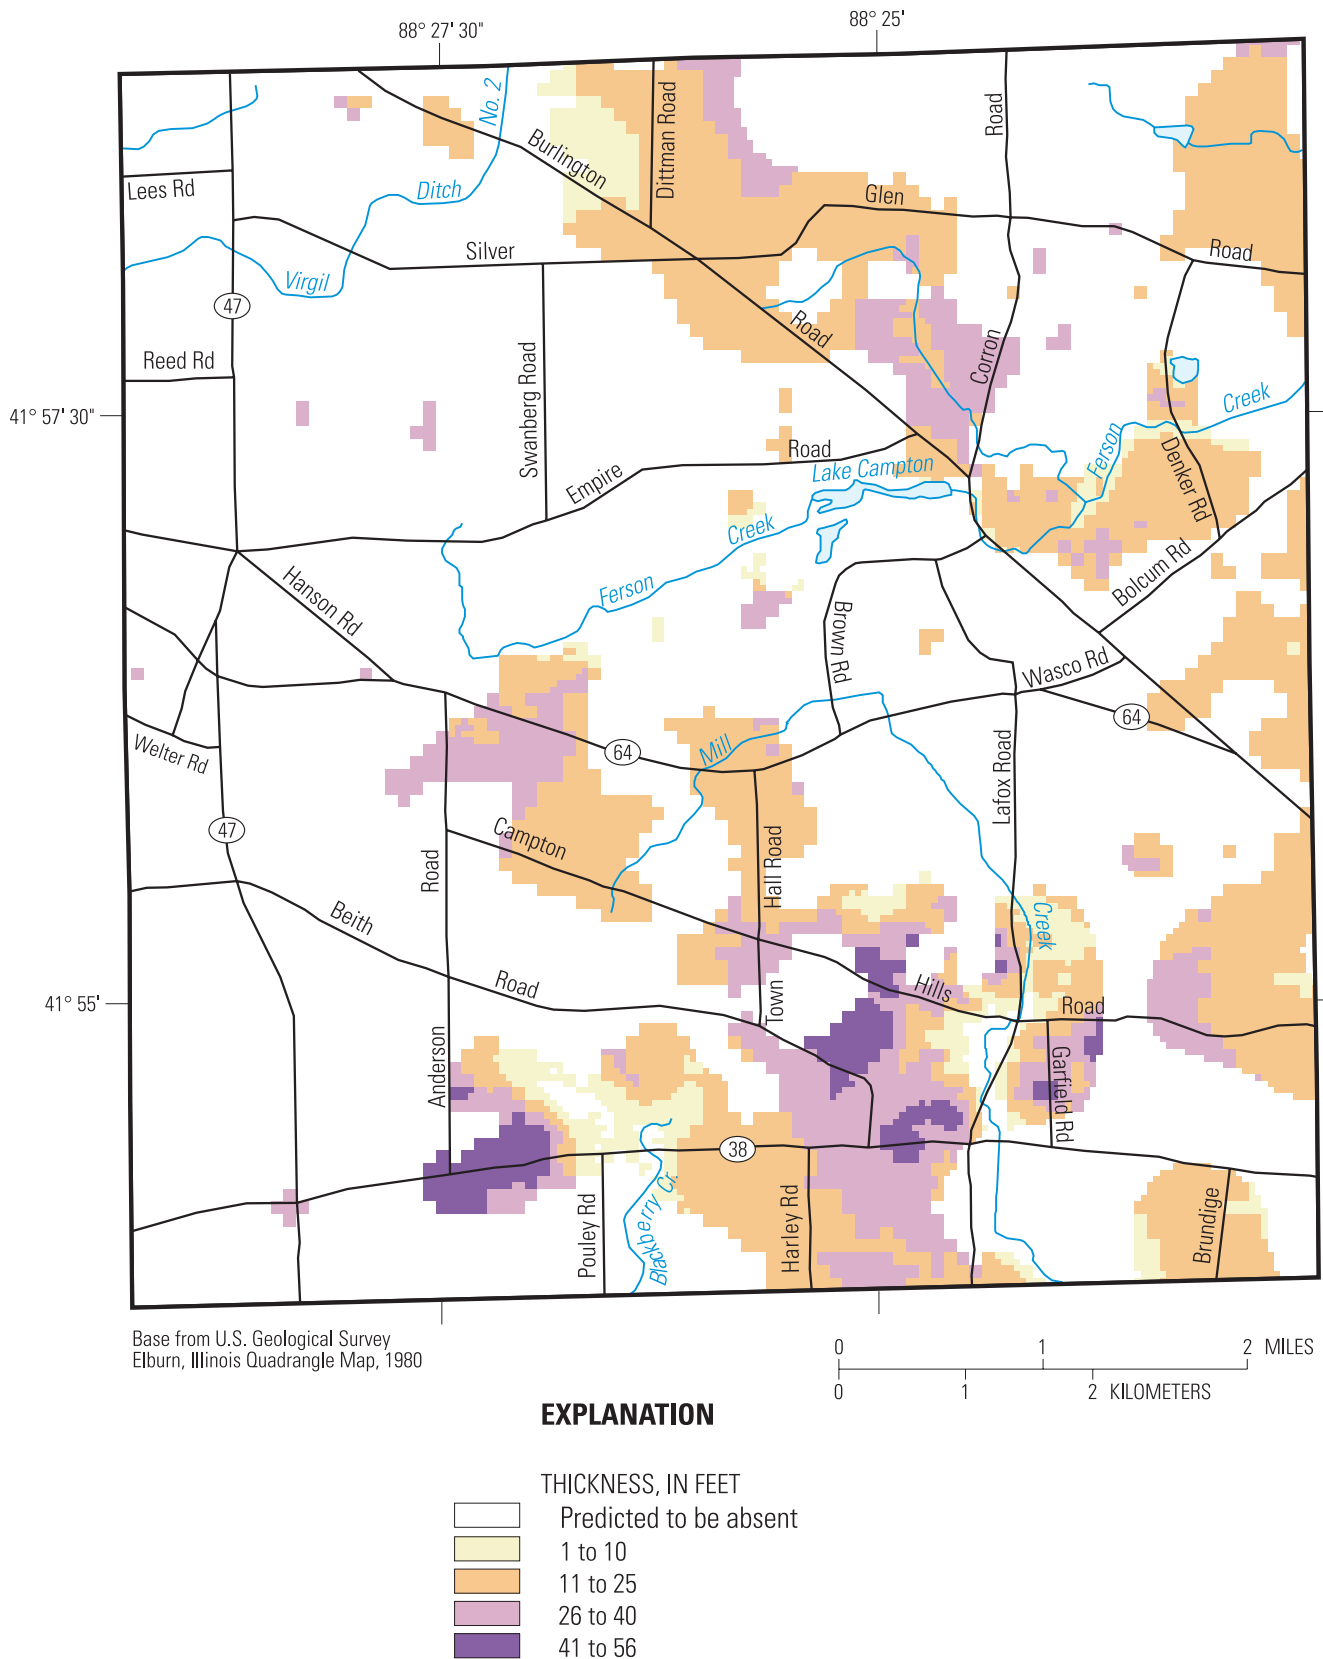 88° 27' 30"
88° 25'
No. 2
Ditch
Virgil
Burlington
Dittman Road
Road
Glen
Road
Lees Rd
Silver
47
Reed Rd
Swanberg Road
Road
Corron
41° 57' 30"
Creek
Ferson
Denker Rd
Road
Empire
Lake Campton
Creek
Ferson
Bolcum Rd
Hanson Rd
Brown Rd
Wasco Rd
64
64
Welter Rd
Mill
Lafox Road
47
Campton
Road
Hall Road
Beith
Creek
Road
Hills
Road
41° 55'
Town
Anderson
Garfield Rd
38
Pouley Rd
Blackberry Cr.
Harley Rd
Brundige
Base from U.S. Geological Survey
Elburn, Illinois Quadrangle Map, 1980
0 1 2 MILES
0 1 2 KILOMETERS
EXPLANATION
THICKNESS, IN FEET
Predicted to be absent
1 to 10
11 to 25
26 to 40
41 to 56